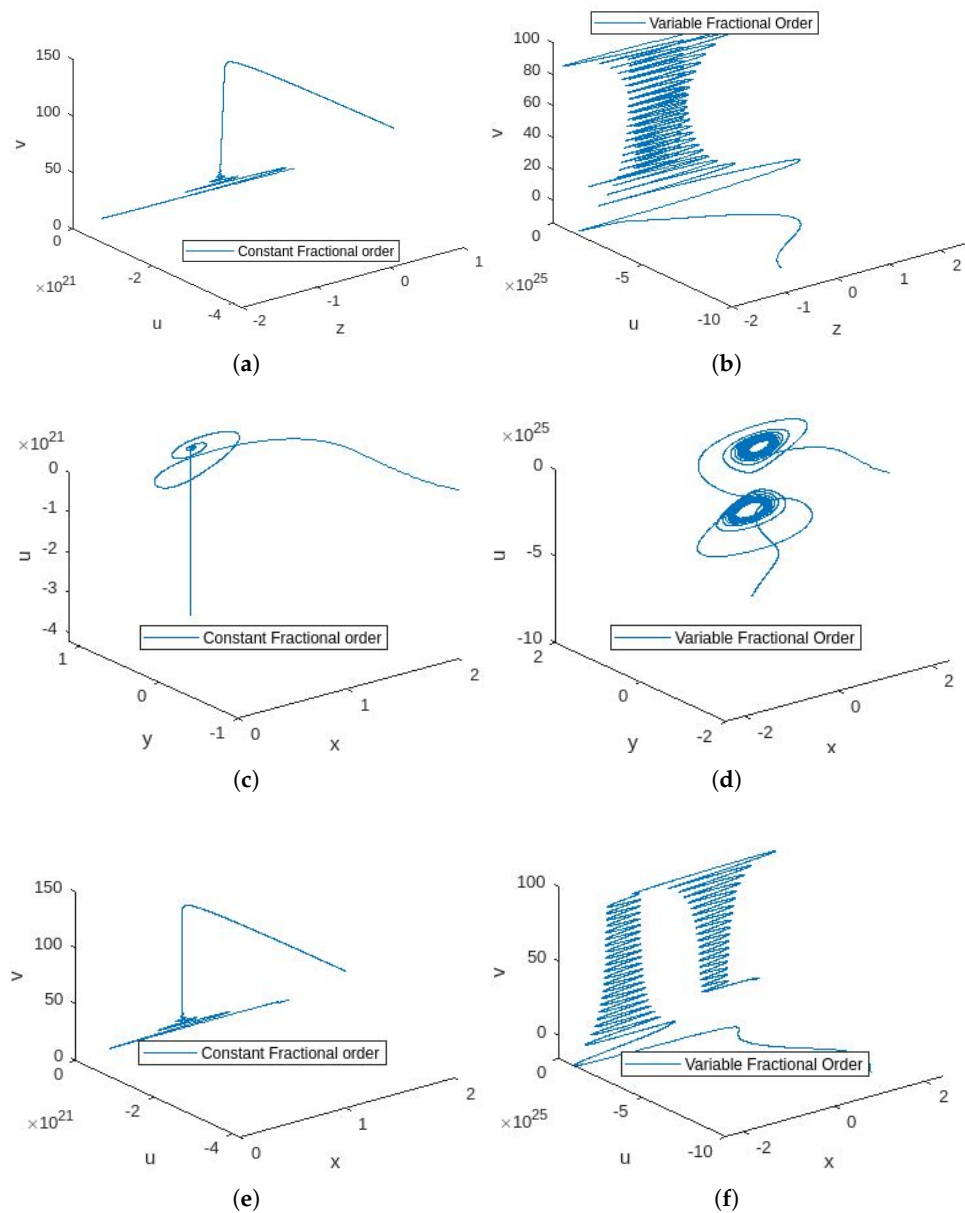 150
100
50
0
v
0
-2
-4
×10^21
u
-2
-1
0
1
z
Constant Fractional order
(a)
Variable Fractional Order
100
80
60
40
20
0
v
0
-5
-10
×10^25
u
-2
-1
0
1
2
z
(b)
×10^21
0
-1
-2
-3
-4
u
1
0
-1
y
0
1
2
x
Constant Fractional order
(c)
×10^25
0
-5
-10
u
2
0
-2
y
-2
0
2
x
Variable Fractional Order
(d)
150
100
50
0
v
0
-2
-4
×10^21
u
0
1
2
x
Constant Fractional order
(e)
100
50
0
v
0
-5
-10
×10^25
u
-2
0
2
x
Variable Fractional Order
(f)